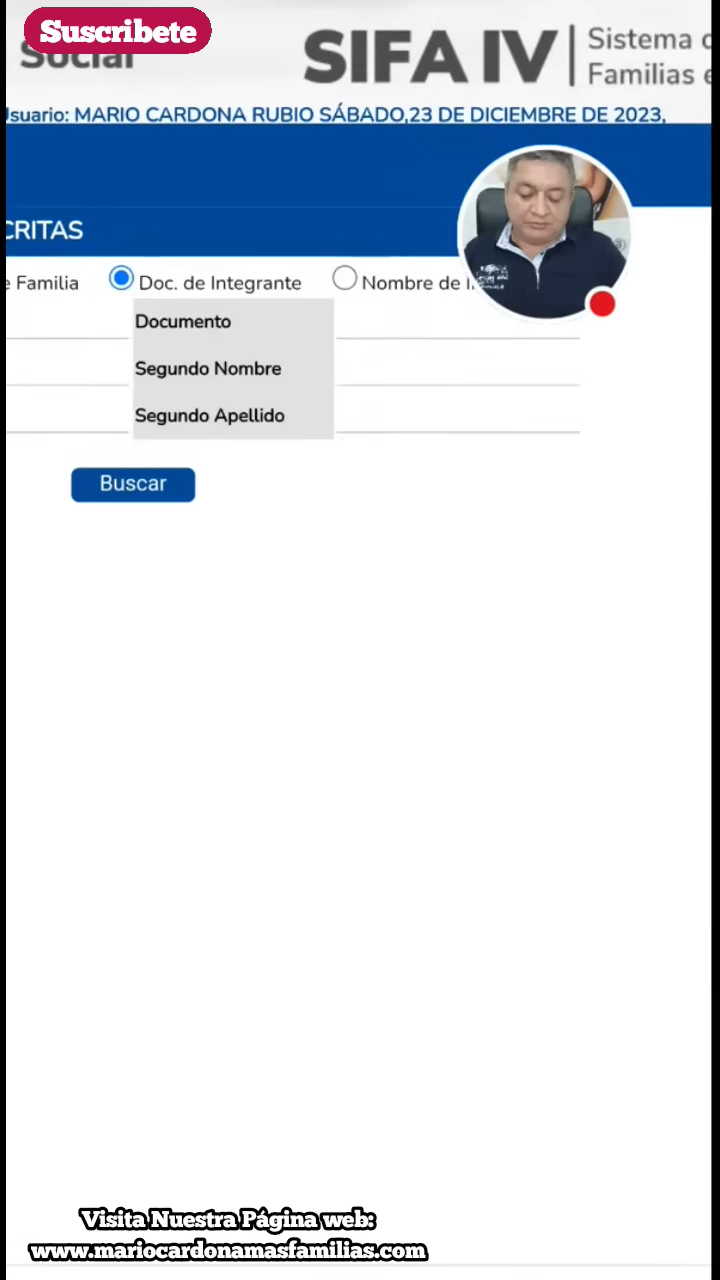 Suscribete
Social
SIFA IV
Sistema d
Familias e
Usuario: MARIO CARDONA RUBIO SÁBADO,23 DE DICIEMBRE DE 2023,
CRITAS
e Familia
Doc. de Integrante
Nombre de I
Documento
Segundo Nombre
Segundo Apellido
Buscar
Visita Nuestra Página web:
www.mariocardonamasfamilias.com